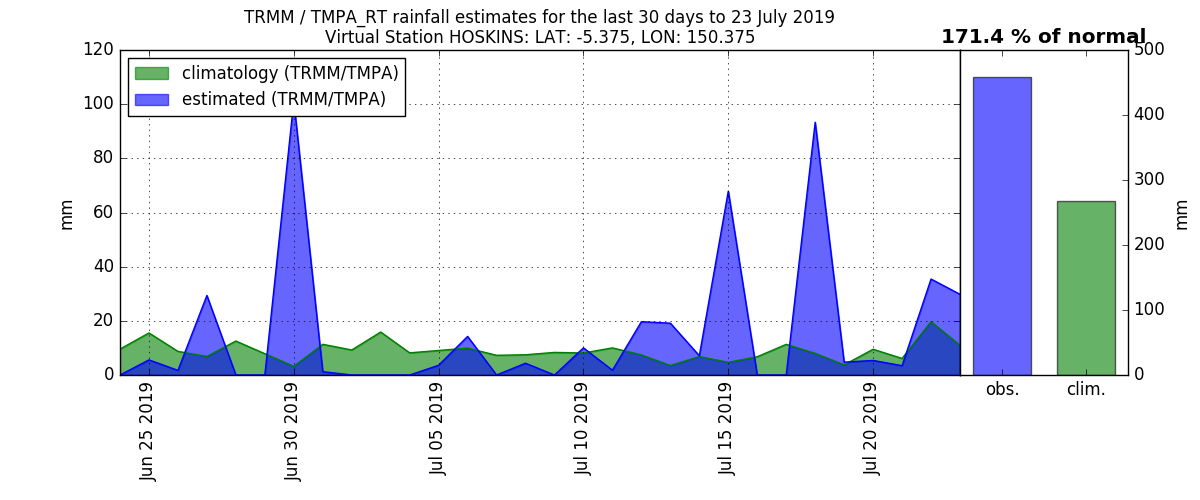 TRMM / TMPA_RT rainfall estimates for the last 30 days to 23 July 2019
Virtual Station HOSKINS: LAT: -5.375, LON: 150.375
171.4 % of normal
climatology (TRMM/TMPA)
estimated (TRMM/TMPA)
120
100
80
60
40
20
0
mm
Jun 25 2019
Jun 30 2019
Jul 05 2019
Jul 10 2019
Jul 15 2019
Jul 20 2019
obs.
clim.
500
400
300
200
100
0
mm